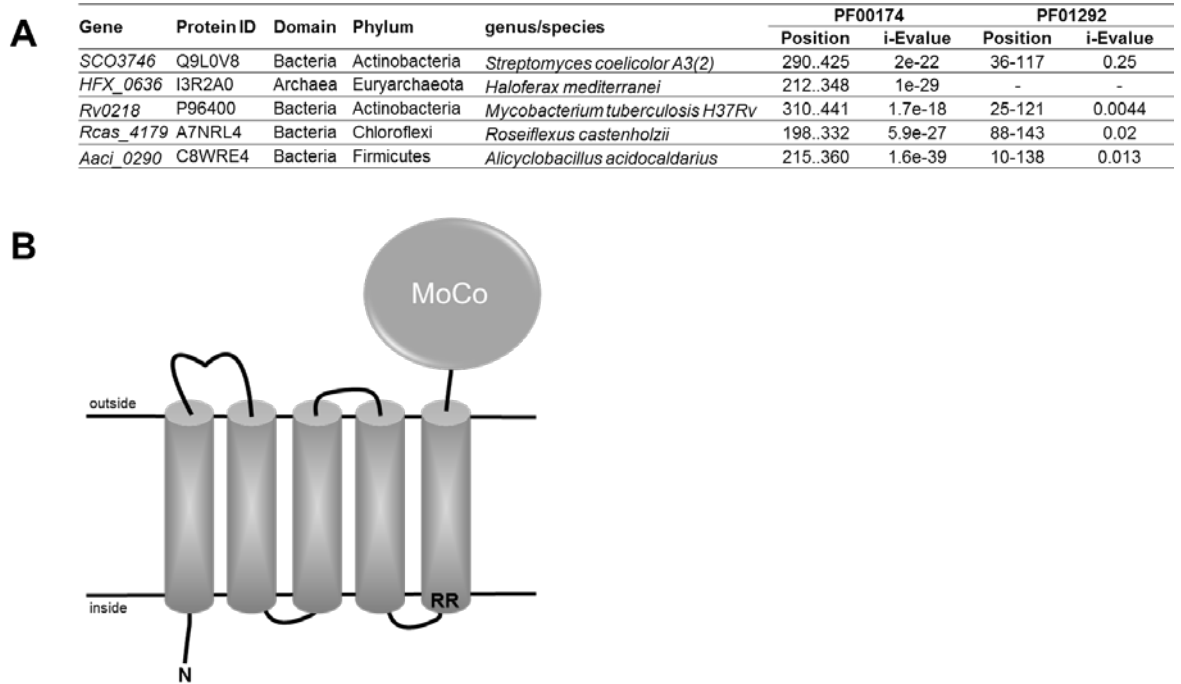 A
PF00174 PF01292
Gene Protein ID Domain Phylum genus/species Position i-Evalue Position i-Evalue
SCO3746 Q9L0V8 Bacteria Actinobacteria Streptomyces coelicolor A3(2) 290..425 2e-22 36-117 0.25
HFX_0636 I3R2A0 Archaea Euryarchaeota Haloferax mediterranei 212..348 1e-29 - -
Rv0218 P96400 Bacteria Actinobacteria Mycobacterium tuberculosis H37Rv 310..441 1.7e-18 25-121 0.0044
Rcas_4179 A7NRL4 Bacteria Chloroflexi Roseiflexus castenholzii 198..332 5.9e-27 88-143 0.02
Aaci_0290 C8WRE4 Bacteria Firmicutes Alicyclobacillus acidocaldarius 215..360 1.6e-39 10-138 0.013
B
MoCo
outside
RR
inside
N